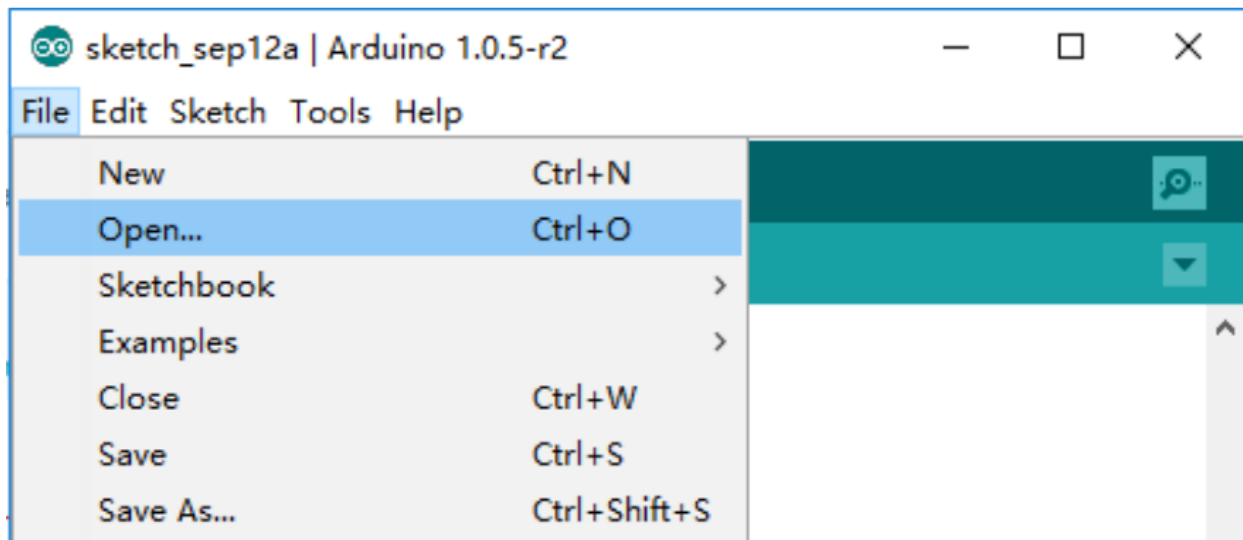 sketch_sep12a | Arduino 1.0.5-r2
File Edit Sketch Tools Help
New Ctrl+N
Open... Ctrl+O
Sketchbook
Examples
Close Ctrl+W
Save Ctrl+S
Save As... Ctrl+Shift+S